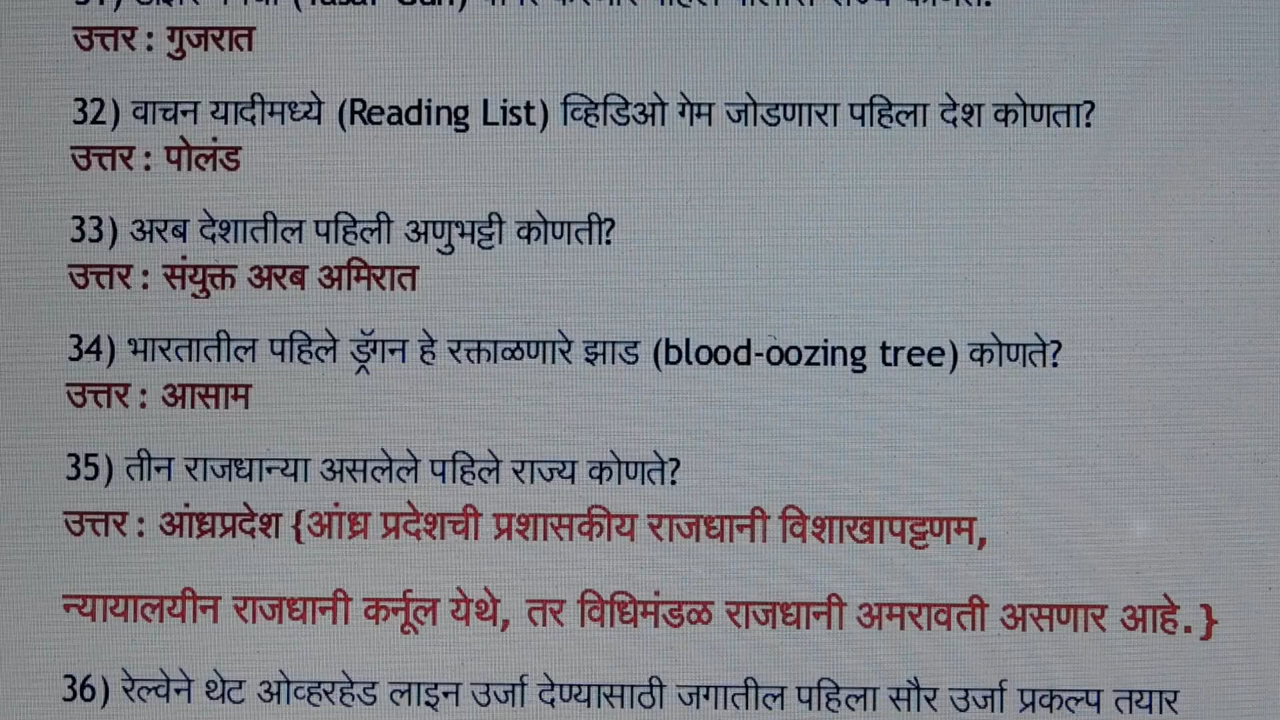 उत्तर : गुजरात
32) वाचन यादीमध्ये (Reading List) व्हिडिओ गेम जोडणारा पहिला देश कोणता?
उत्तर : पोलंड
33) अरब देशातील पहिली अणुभट्टी कोणती?
उत्तर : संयुक्त अरब अमिरात
34) भारतातील पहिले ड्रॅगन हे रक्ताळणारे झाड (blood-oozing tree) कोणते?
उत्तर : आसाम
35) तीन राजधान्या असलेले पहिले राज्य कोणते?
उत्तर : आंध्रप्रदेश {आंध्र प्रदेशची प्रशासकीय राजधानी विशाखापट्टणम,
न्यायालयीन राजधानी कर्नूल येथे, तर विधिमंडळ राजधानी अमरावती असणार आहे.}
36) रेल्वेने थेट ओव्हरहेड लाइन उर्जा देण्यासाठी जगातील पहिला सौर उर्जा प्रकल्प तयार